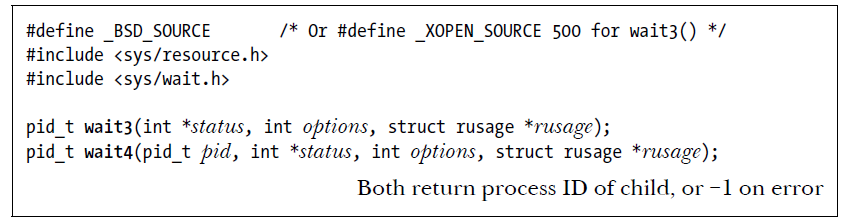 #define _BSD_SOURCE /* Or #define _XOPEN_SOURCE 500 for wait3() */
#include <sys/resource.h>
#include <sys/wait.h>
pid_t wait3(int *status, int options, struct rusage *rusage);
pid_t wait4(pid_t pid, int *status, int options, struct rusage *rusage);
Both return process ID of child, or −1 on error